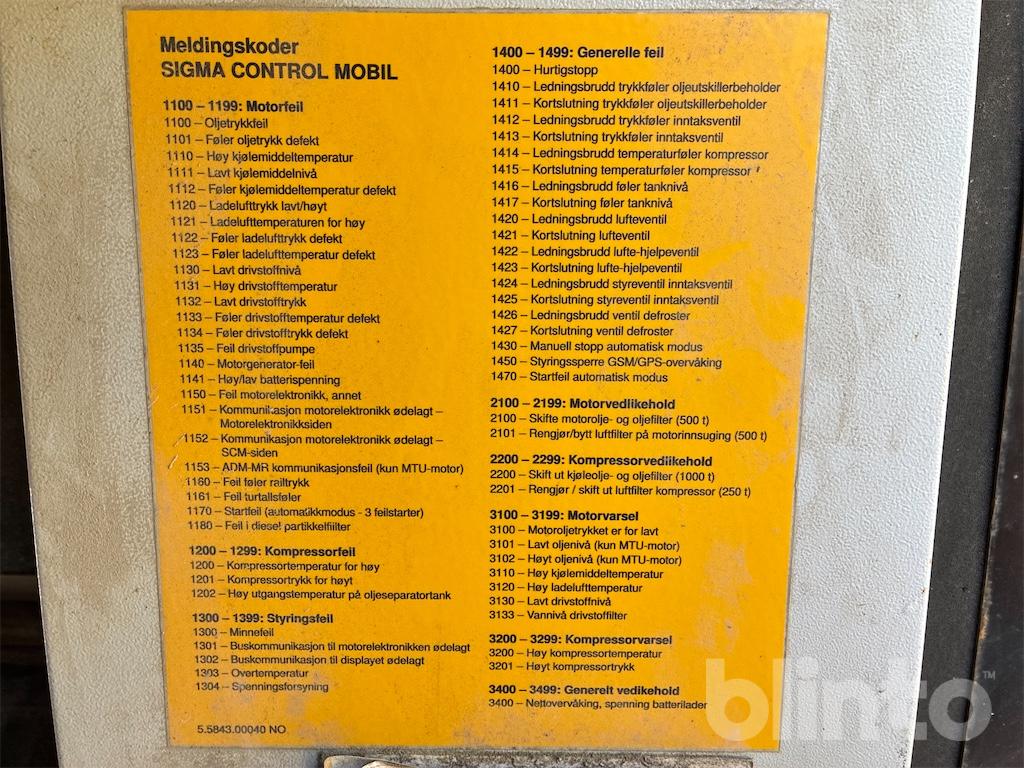 Meldingskoder
SIGMA CONTROL MOBIL
1100 – 1199: Motorfeil
1100 – Oljetrykkfeil
1101 – Føler oljetrykk defekt
1110 – Høy kjølemiddeltemperatur
1111 – Lavt kjølemiddelnivå
1112 – Føler kjølemiddeltemperatur defekt
1120 – Ladelufttrykk lavt/høyt
1121 – Ladelufttemperaturen for høy
1122 – Føler ladelufttrykk defekt
1123 – Føler ladelufttemperatur defekt
1130 – Lavt drivstoffnivå
1131 – Høy drivstofftemperatur
1132 – Lavt drivstofftrykk
1133 – Føler drivstofftemperatur defekt
1134 – Føler drivstofftrykk defekt
1135 – Feil drivstoffpumpe
1140 – Motorgenerator-feil
1141 – Høy/lav batterispenning
1150 – Feil motorelektronikk, annet
1151 – Kommunikasjon motorelektronikk ødelagt –
Motorelektronikksiden
1152 – Kommunikasjon motorelektronikk ødelagt –
SCM-siden
1153 – ADM-MR kommunikasjonsfeil (kun MTU-motor)
1160 – Feil føler railtrykk
1161 – Feil turtallsføler
1170 – Startfeil (automatikkmodus - 3 feilstarter)
1180 – Feil i diesel partikkelfilter
1200 – 1299: Kompressorfeil
1200 – Kompressortemperatur for høy
1201 – Kompressortrykk for høyt
1202 – Høy utgangstemperatur på oljeseparatortank
1300 – 1399: Styringsfeil
1300 – Minnefeil
1301 – Buskommunikasjon til motorelektronikken ødelagt
1302 – Buskommunikasjon til displayet ødelagt
1303 – Overtemperatur
1304 – Spenningsforsyning
5.5843.00040 NO
1400 – 1499: Generelle feil
1400 – Hurtigstopp
1410 – Ledningsbrudd trykkføler oljeutskillerbeholder
1411 – Kortslutning trykkføler oljeutskillerbeholder
1412 – Ledningsbrudd trykkføler inntaksventil
1413 – Kortslutning trykkføler inntaksventil
1414 – Ledningsbrudd temperaturføler kompressor
1415 – Kortslutning temperaturføler kompressor
1416 – Ledningsbrudd føler tanknivå
1417 – Kortslutning føler tanknivå
1420 – Ledningsbrudd lufteventil
1421 – Kortslutning lufteventil
1422 – Ledningsbrudd lufte-hjelpeventil
1423 – Kortslutning lufte-hjelpeventil
1424 – Ledningsbrudd styreventil inntaksventil
1425 – Kortslutning styreventil inntaksventil
1426 – Ledningsbrudd ventil defroster
1427 – Kortslutning ventil defroster
1430 – Manuell stopp automatisk modus
1450 – Styringssperre GSM/GPS-overvåking
1470 – Startfeil automatisk modus
2100 – 2199: Motorvedlikehold
2100 – Skifte motorolje- og oljefilter (500 t)
2101 – Rengjør/bytt luftfilter på motorinnsuging (500 t)
2200 – 2299: Kompressorvedlikehold
2200 – Skift ut kjøleolje- og oljefilter (1000 t)
2201 – Rengjør / skift ut luftfilter kompressor (250 t)
3100 – 3199: Motorvarsel
3100 – Motoroljetrykket er for lavt
3101 – Lavt oljenivå (kun MTU-motor)
3102 – Høyt oljenivå (kun MTU-motor)
3110 – Høy kjølemiddeltemperatur
3120 – Høy ladelufttemperatur
3130 – Lavt drivstoffnivå
3133 – Vannivå drivstoffilter
3200 – 3299: Kompressorvarsel
3200 – Høy kompressortemperatur
3201 – Høyt kompressortrykk
3400 – 3499: Generelt vedikehold
3400 – Nettovervåking, spenning batterilader
blinto™